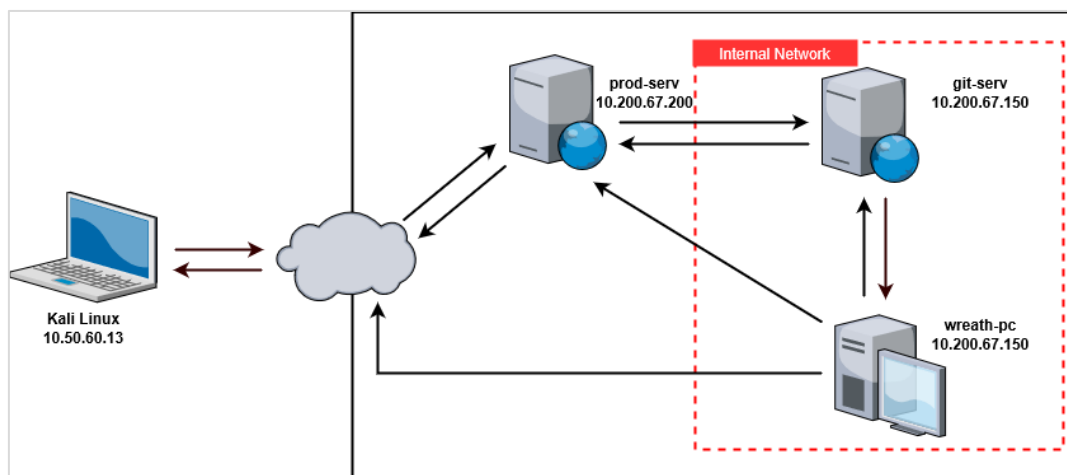 Internal Network
prod-serv
10.200.67.200
git-serv
10.200.67.150
Kali Linux
10.50.60.13
wreath-pc
10.200.67.150